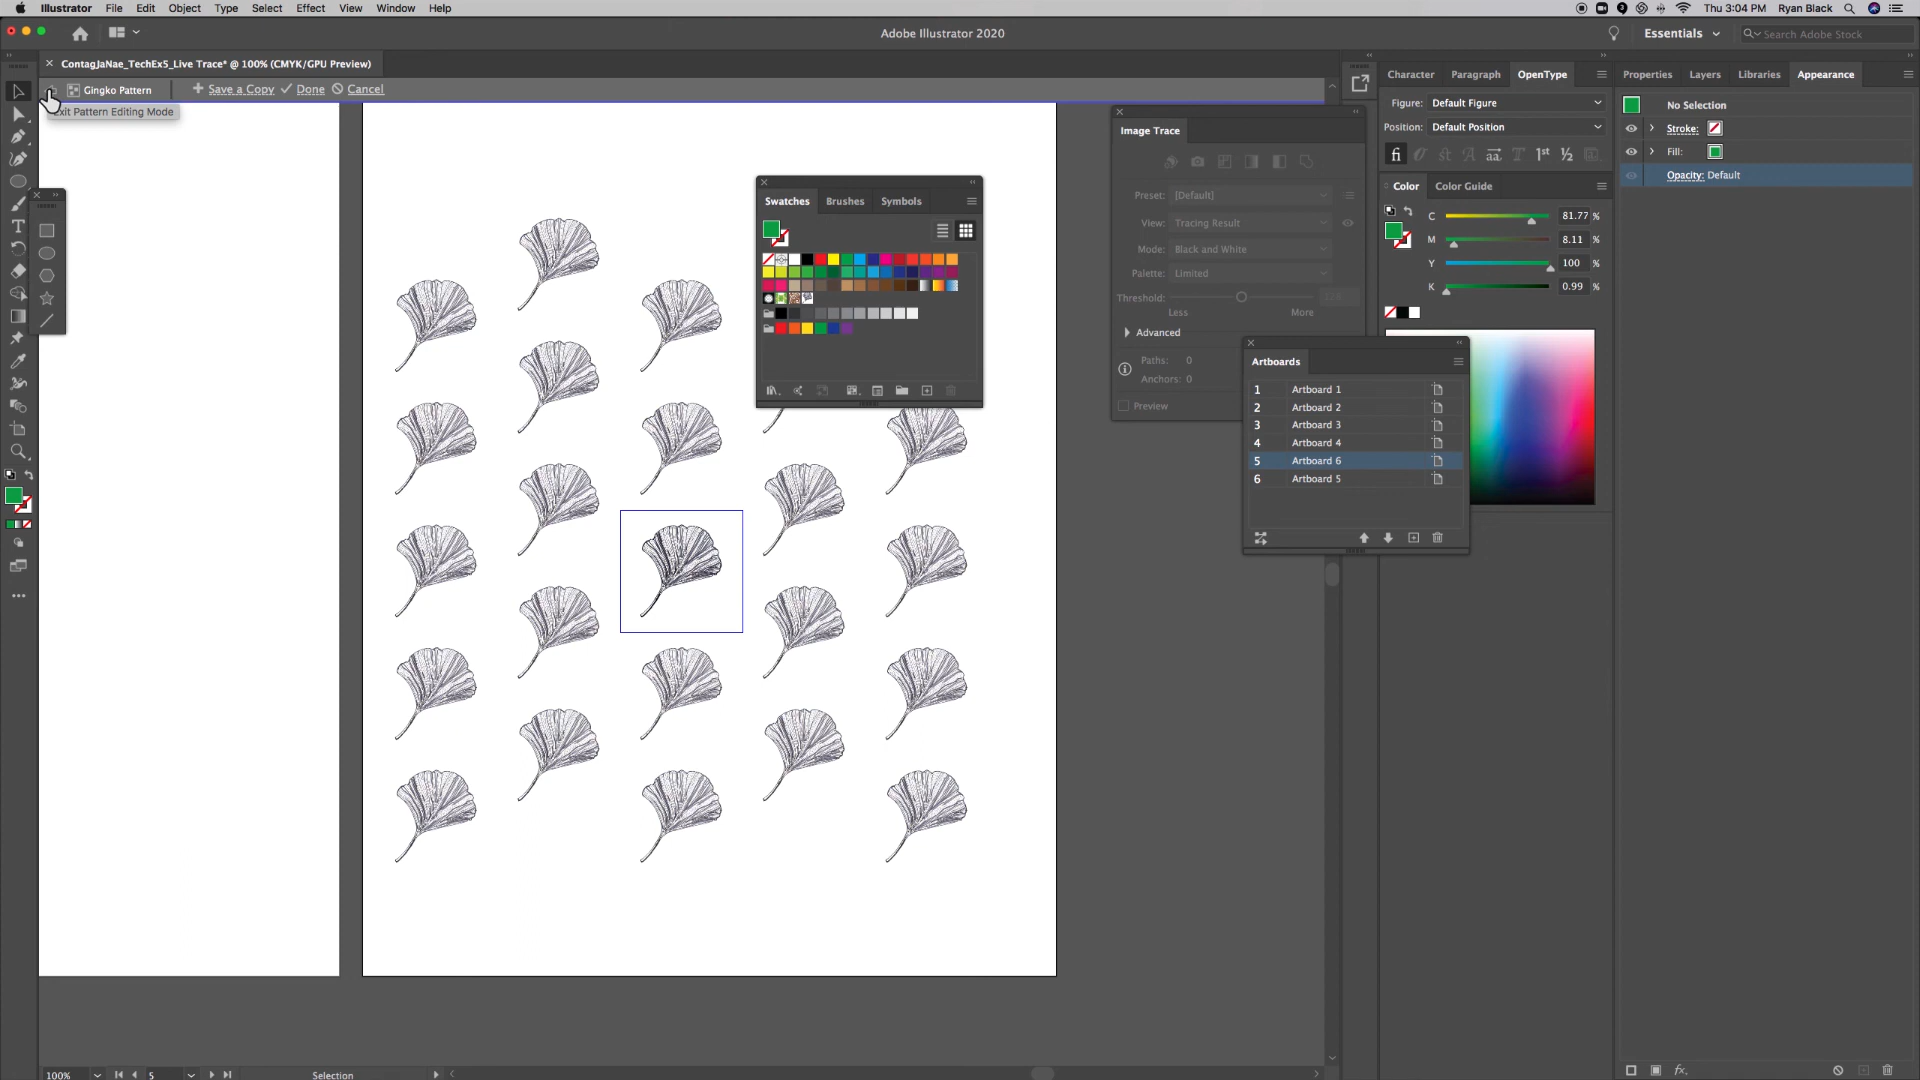 Illustrator File Edit Object Type Select Effect View Window Help Thu 3:04 PM Ryan Black
Adobe Illustrator 2020 Essentials Search Adobe Stock
ContagJaNae_TechEx5_Live Trace* @ 100% (CMYK/GPU Preview)
Gingko Pattern Save a Copy Done Cancel
Exit Pattern Editing Mode
Image Trace
Preset: [Default]
View: Tracing Result
Mode: Black and White
Palette: Limited
Threshold:
Less More
Advanced
Paths: 0
Anchors: 0
Preview
Swatches Brushes Symbols
Artboards
1 Artboard 1
2 Artboard 2
3 Artboard 3
4 Artboard 4
5 Artboard 6
6 Artboard 5
Character Paragraph OpenType
Figure: Default Figure
Position: Default Position
Color Color Guide
C 81.77 %
M 8.11 %
Y 100 %
K 0.99 %
Properties Layers Libraries Appearance
No Selection
Stroke:
Fill:
Opacity: Default
100% 5 Selection